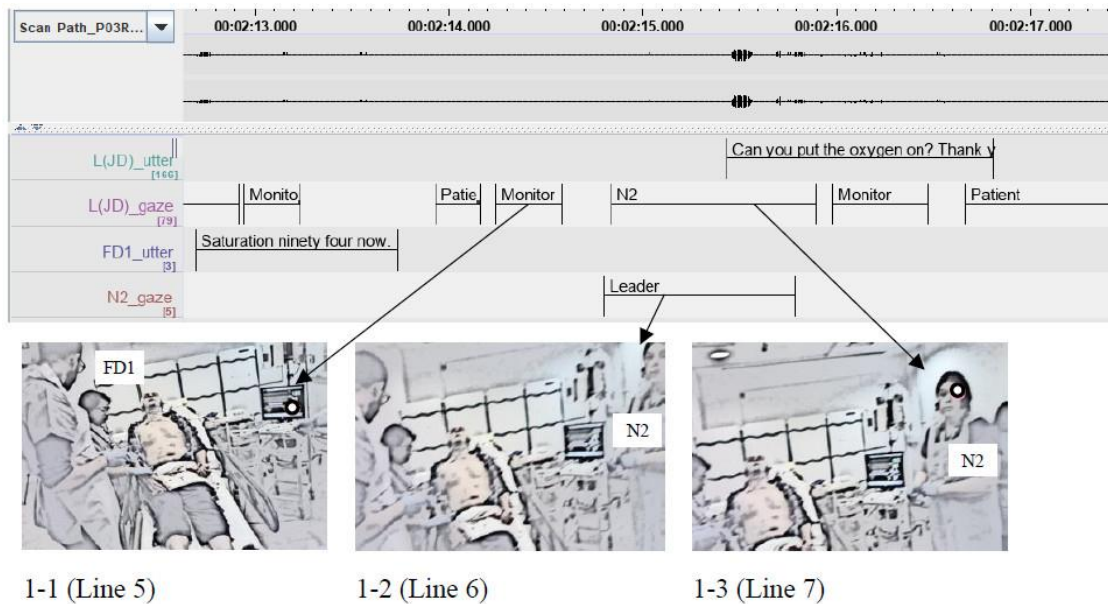 Scan Path_P03R...
00:02:13.000 00:02:14.000 00:02:15.000 00:02:16.000 00:02:17.000
L(JD)_utter
[166]
Can you put the oxygen on? Thank y
L(JD)_gaze
[79]
Monito Patie Monitor N2 Monitor Patient
FD1_utter
[3]
Saturation ninety four now.
N2_gaze
[5]
Leader
FD1
N2
N2
1-1 (Line 5) 1-2 (Line 6) 1-3 (Line 7)